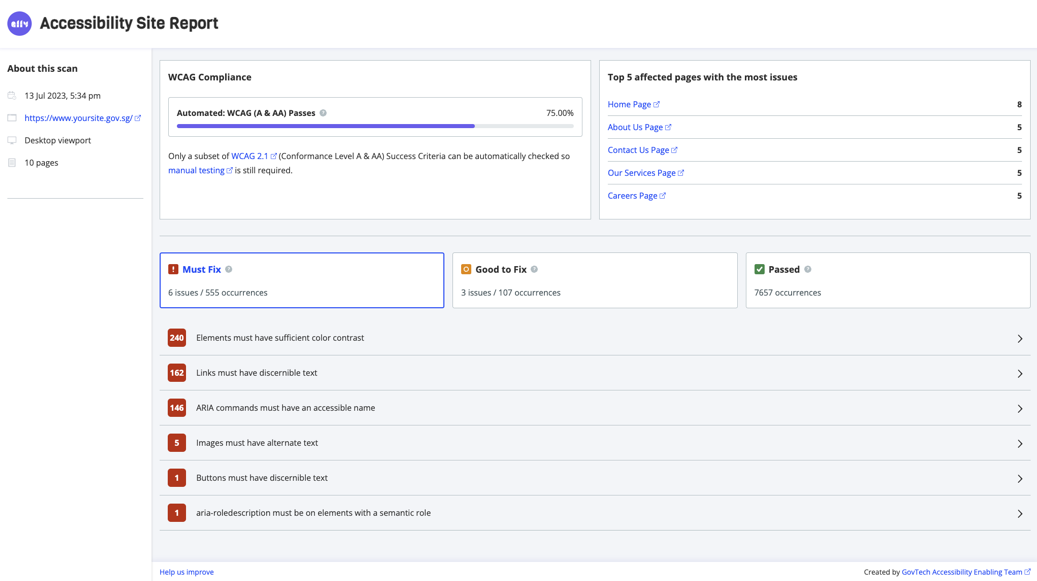 a11y Accessibility Site Report
About this scan
13 Jul 2023, 5:34 pm
https://www.yoursite.gov.sg/
Desktop viewport
10 pages
WCAG Compliance
Automated: WCAG (A & AA) Passes ? 75.00%
Only a subset of WCAG 2.1 (Conformance Level A & AA) Success Criteria can be automatically checked so
manual testing is still required.
Top 5 affected pages with the most issues
Home Page 8
About Us Page 5
Contact Us Page 5
Our Services Page 5
Careers Page 5
! Must Fix ?
6 issues / 555 occurrences
Good to Fix ?
3 issues / 107 occurrences
Passed ?
7657 occurrences
240 Elements must have sufficient color contrast
162 Links must have discernible text
146 ARIA commands must have an accessible name
5 Images must have alternate text
1 Buttons must have discernible text
1 aria-roledescription must be on elements with a semantic role
Help us improve
Created by GovTech Accessibility Enabling Team